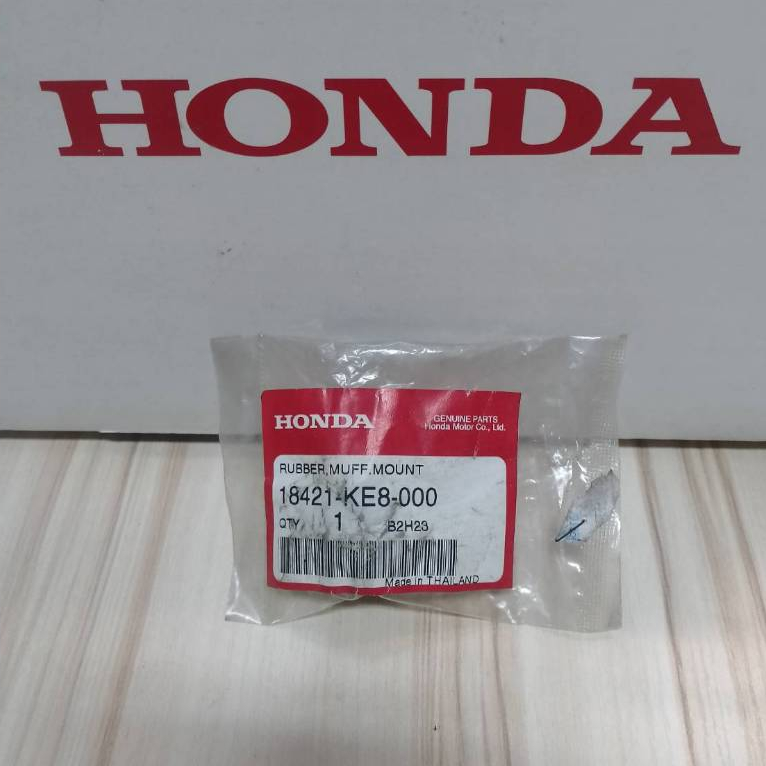 HONDA
HONDA
GENUINE PARTS
Honda Motor Co., Ltd.
RUBBER,MUFF.MOUNT
18421-KE8-000
QTY 1 B2H23
Made in THAILAND